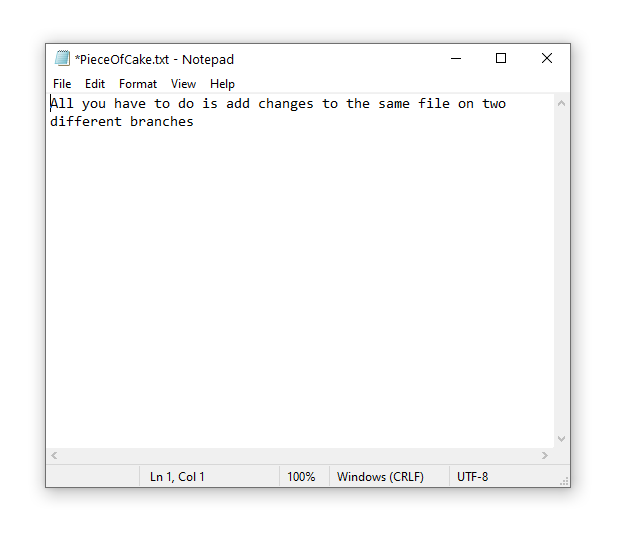 *PieceOfCake.txt - Notepad
File Edit Format View Help
All you have to do is add changes to the same file on two
different branches
Ln 1, Col 1 100% Windows (CRLF) UTF-8